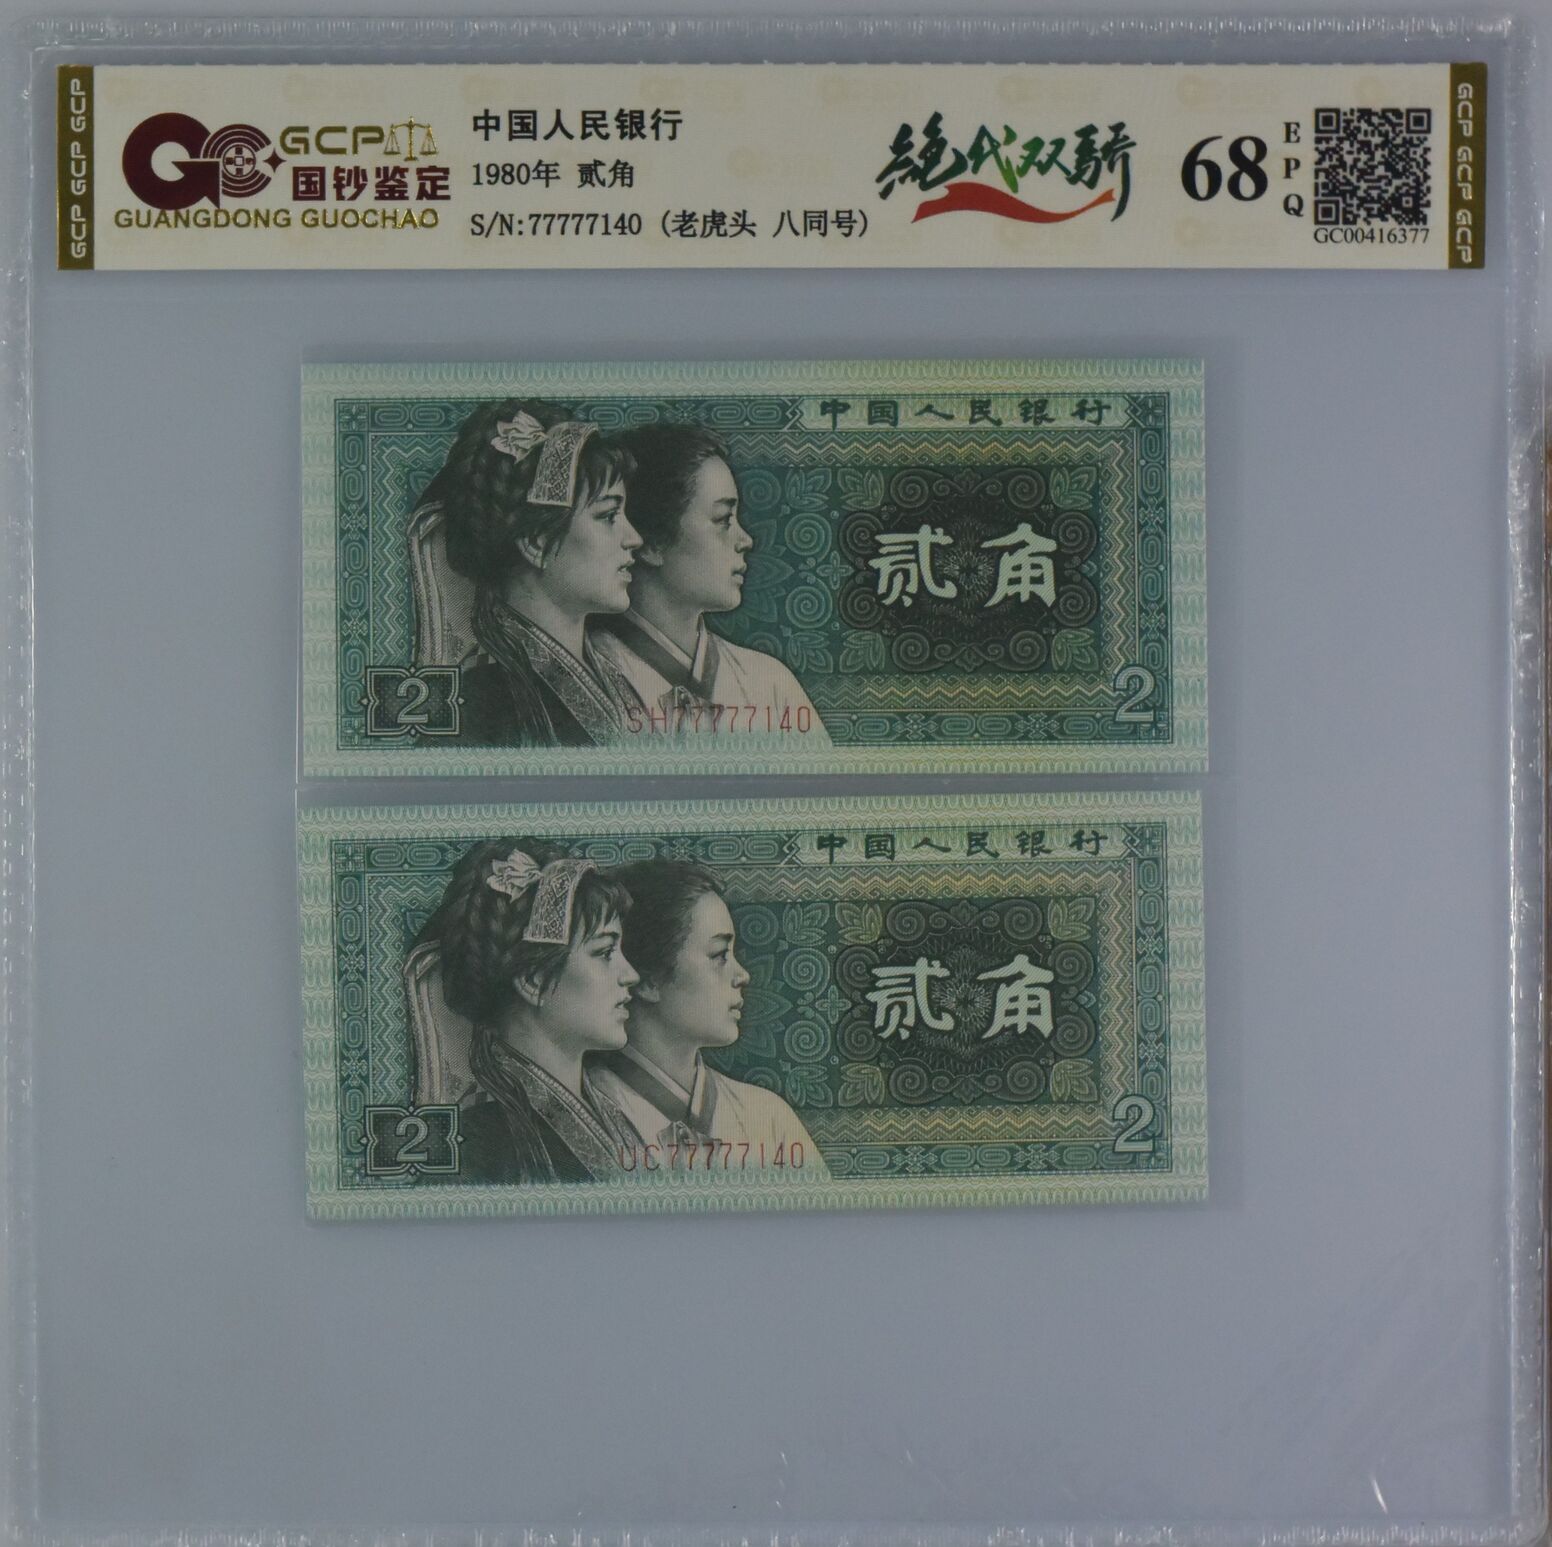 GCP GCP GCP
GCP
国钞鉴定
GUANGDONG GUOCHAO
中国人民银行
1980年 贰角
S/N:77777140 (老虎头 八同号)
絶代双骄
68
EPQ
GC00416377
GCP GCP GCP
中国人民银行
贰角
2
2
SH77777140
中国人民银行
贰角
2
2
UC77777140